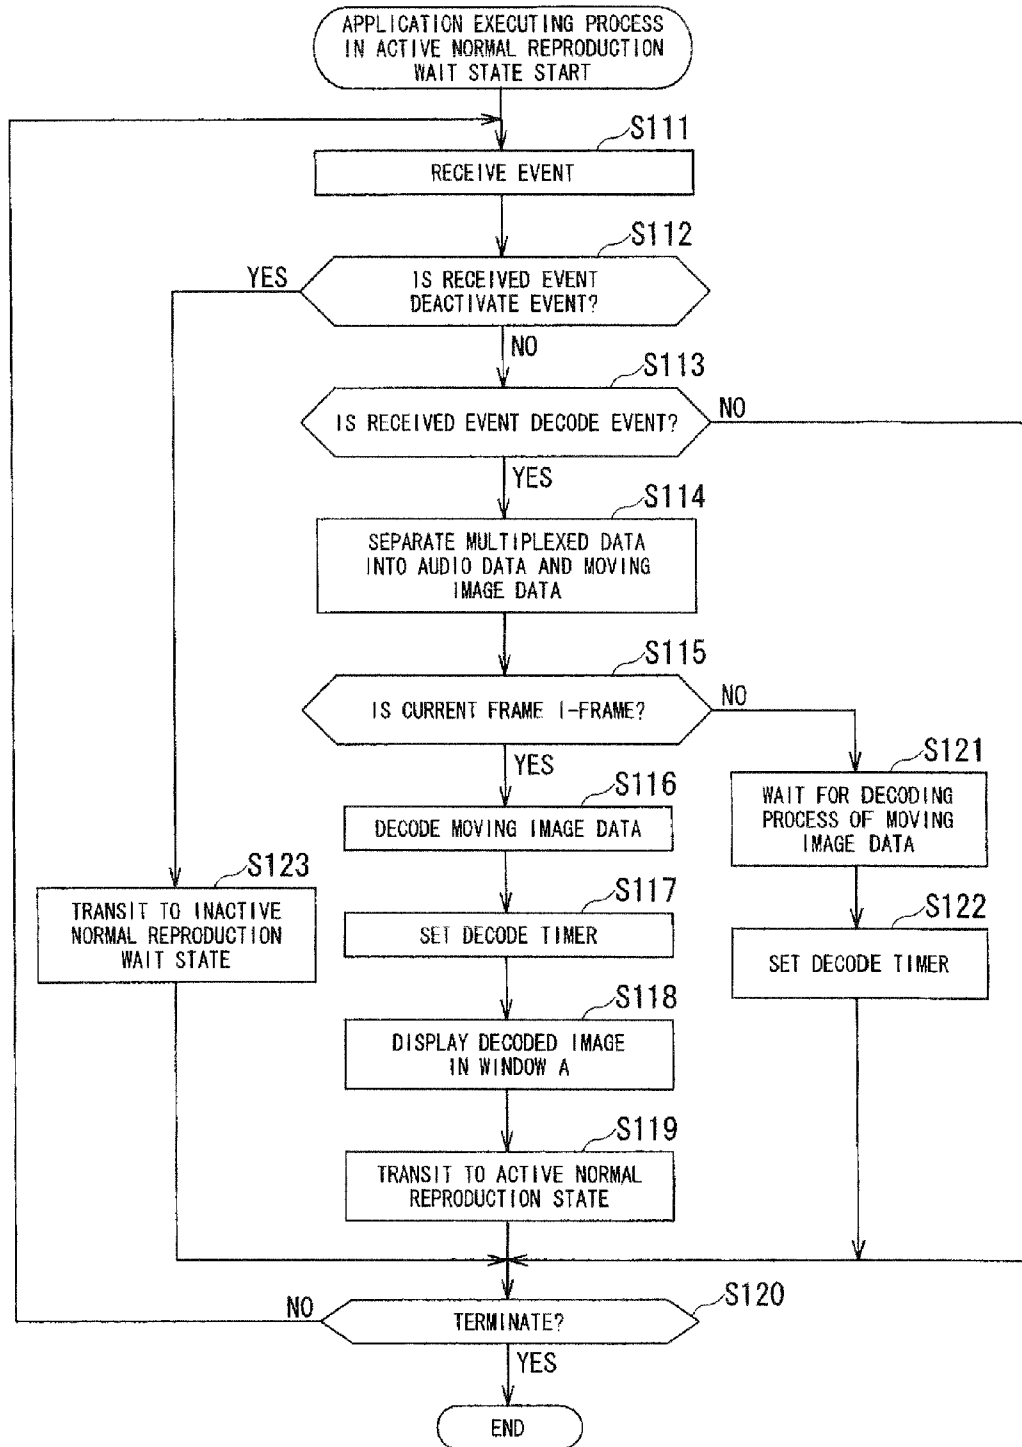 APPLICATION EXECUTING PROCESS
IN ACTIVE NORMAL REPRODUCTION
WAIT STATE START
S111
RECEIVE EVENT
S112
YES
IS RECEIVED EVENT
DEACTIVATE EVENT?
NO
S113
IS RECEIVED EVENT DECODE EVENT?
NO
YES
S114
SEPARATE MULTIPLEXED DATA
INTO AUDIO DATA AND MOVING
IMAGE DATA
S115
IS CURRENT FRAME I-FRAME?
NO
YES
S116
DECODE MOVING IMAGE DATA
S121
WAIT FOR DECODING
PROCESS OF MOVING
IMAGE DATA
S123
TRANSIT TO INACTIVE
NORMAL REPRODUCTION
WAIT STATE
S117
SET DECODE TIMER
S122
SET DECODE TIMER
S118
DISPLAY DECODED IMAGE
IN WINDOW A
S119
TRANSIT TO ACTIVE NORMAL
REPRODUCTION STATE
S120
NO
TERMINATE?
YES
END